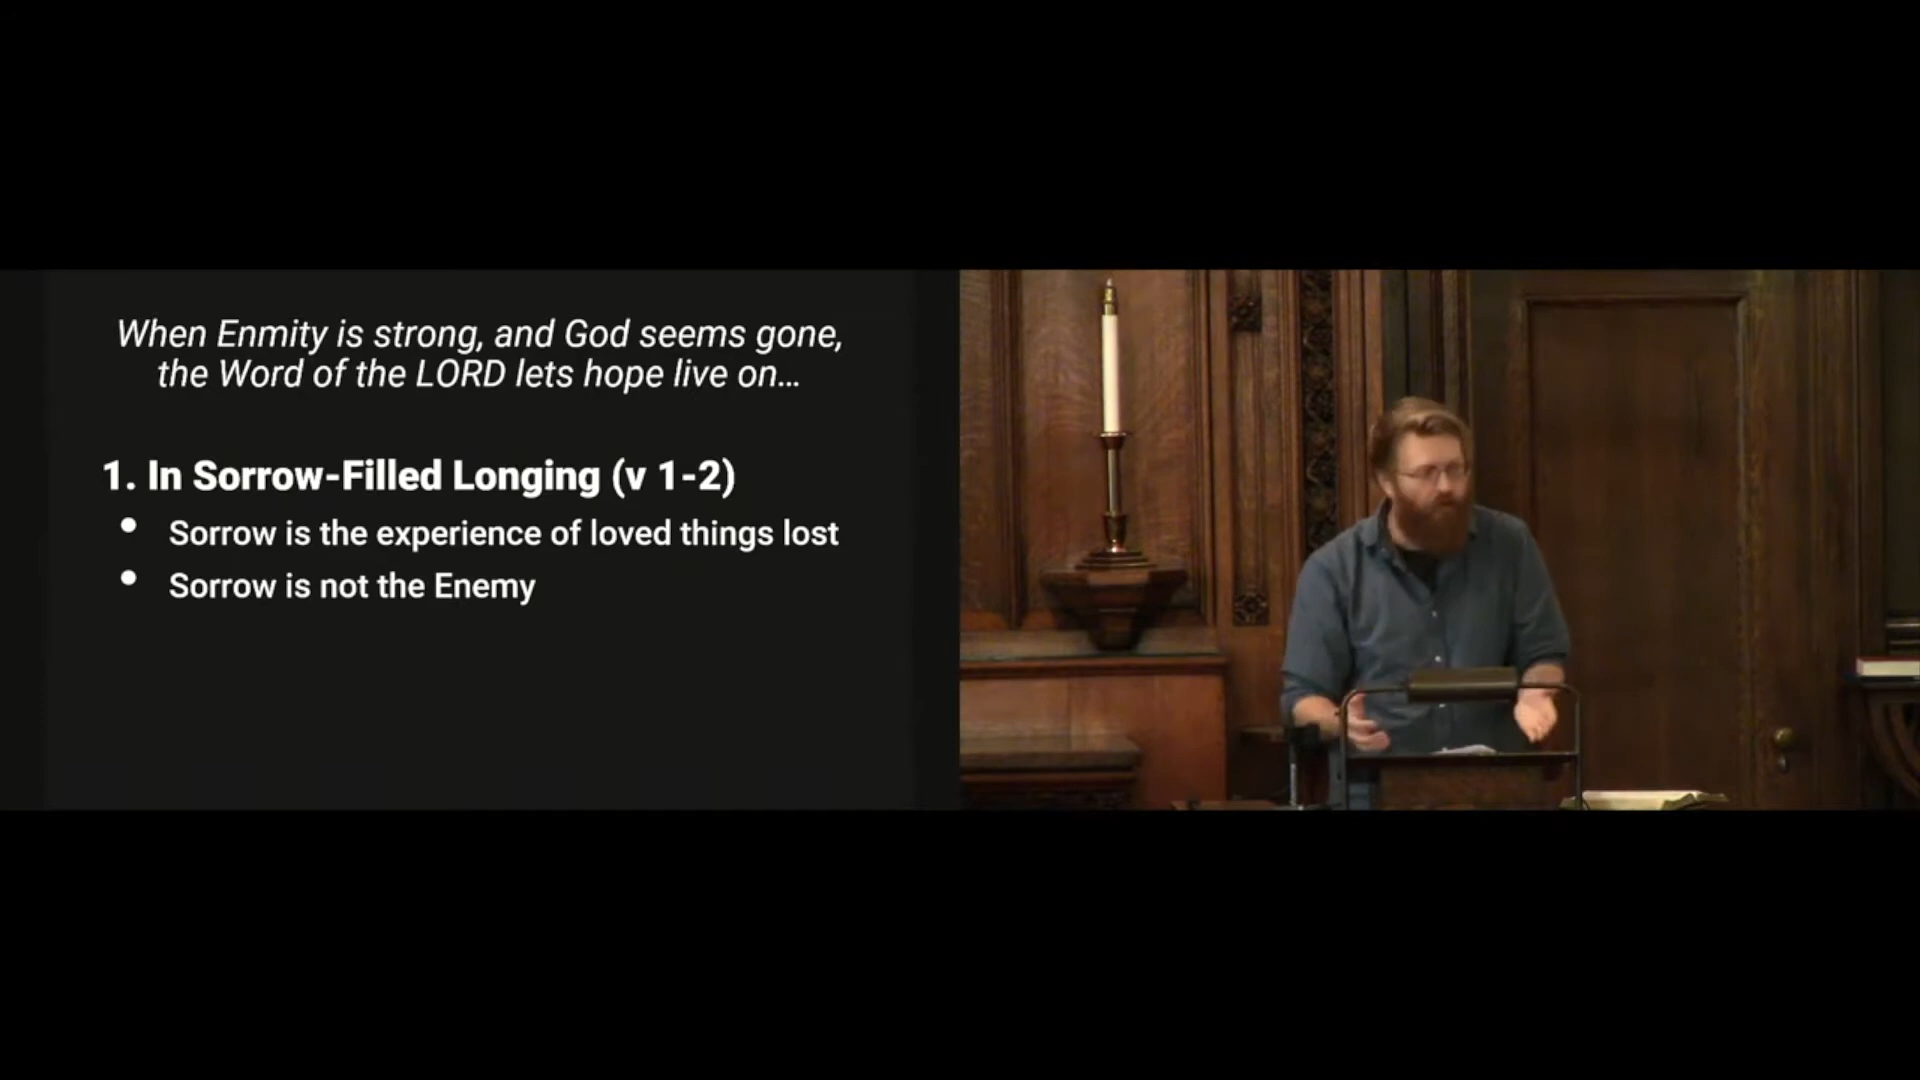 When Enmity is strong, and God seems gone,
the Word of the LORD lets hope live on...
1. In Sorrow-Filled Longing (v 1-2)
• Sorrow is the experience of loved things lost
• Sorrow is not the Enemy